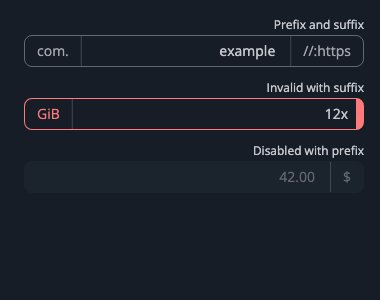 Prefix and suffix
com. example //:https
Invalid with suffix
GiB 12x
Disabled with prefix
42.00 $